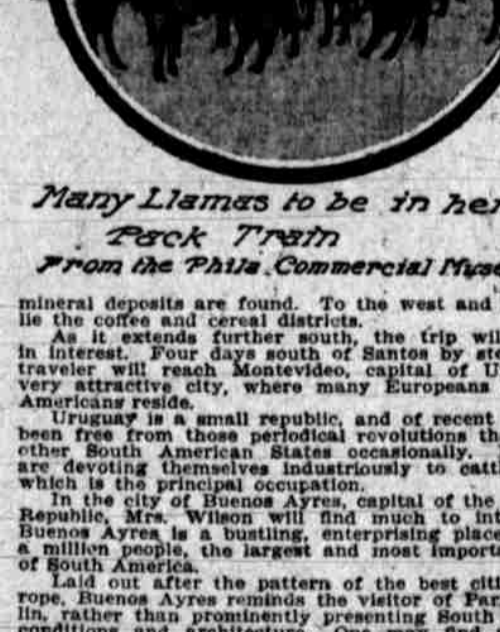 Many Llamas to be in her
Pack Train
From the Phila. Commercial Muse
mineral deposits are found. To the west and
lie the coffee and cereal districts.
As it extends further south, the trip wil
in interest. Four days south of Santos by ste
traveler will reach Montevideo, capital of U
very attractive city, where many Europeans
Americans reside.
Uruguay is a small republic, and of recent
been free from those periodical revolutions th
other South American States occasionally.
are devoting themselves industriously to catt
which is the principal occupation.
In the city of Buenos Ayres, capital of the
Republic, Mrs. Wilson will find much to int
Buenos Ayres is a bustling, enterprising place
a million people, the largest and most import
of South America.
Laid out after the pattern of the best citi
rope, Buenos Ayres reminds the visitor of Par
lin, rather than prominently presenting South
conditions and architecture.